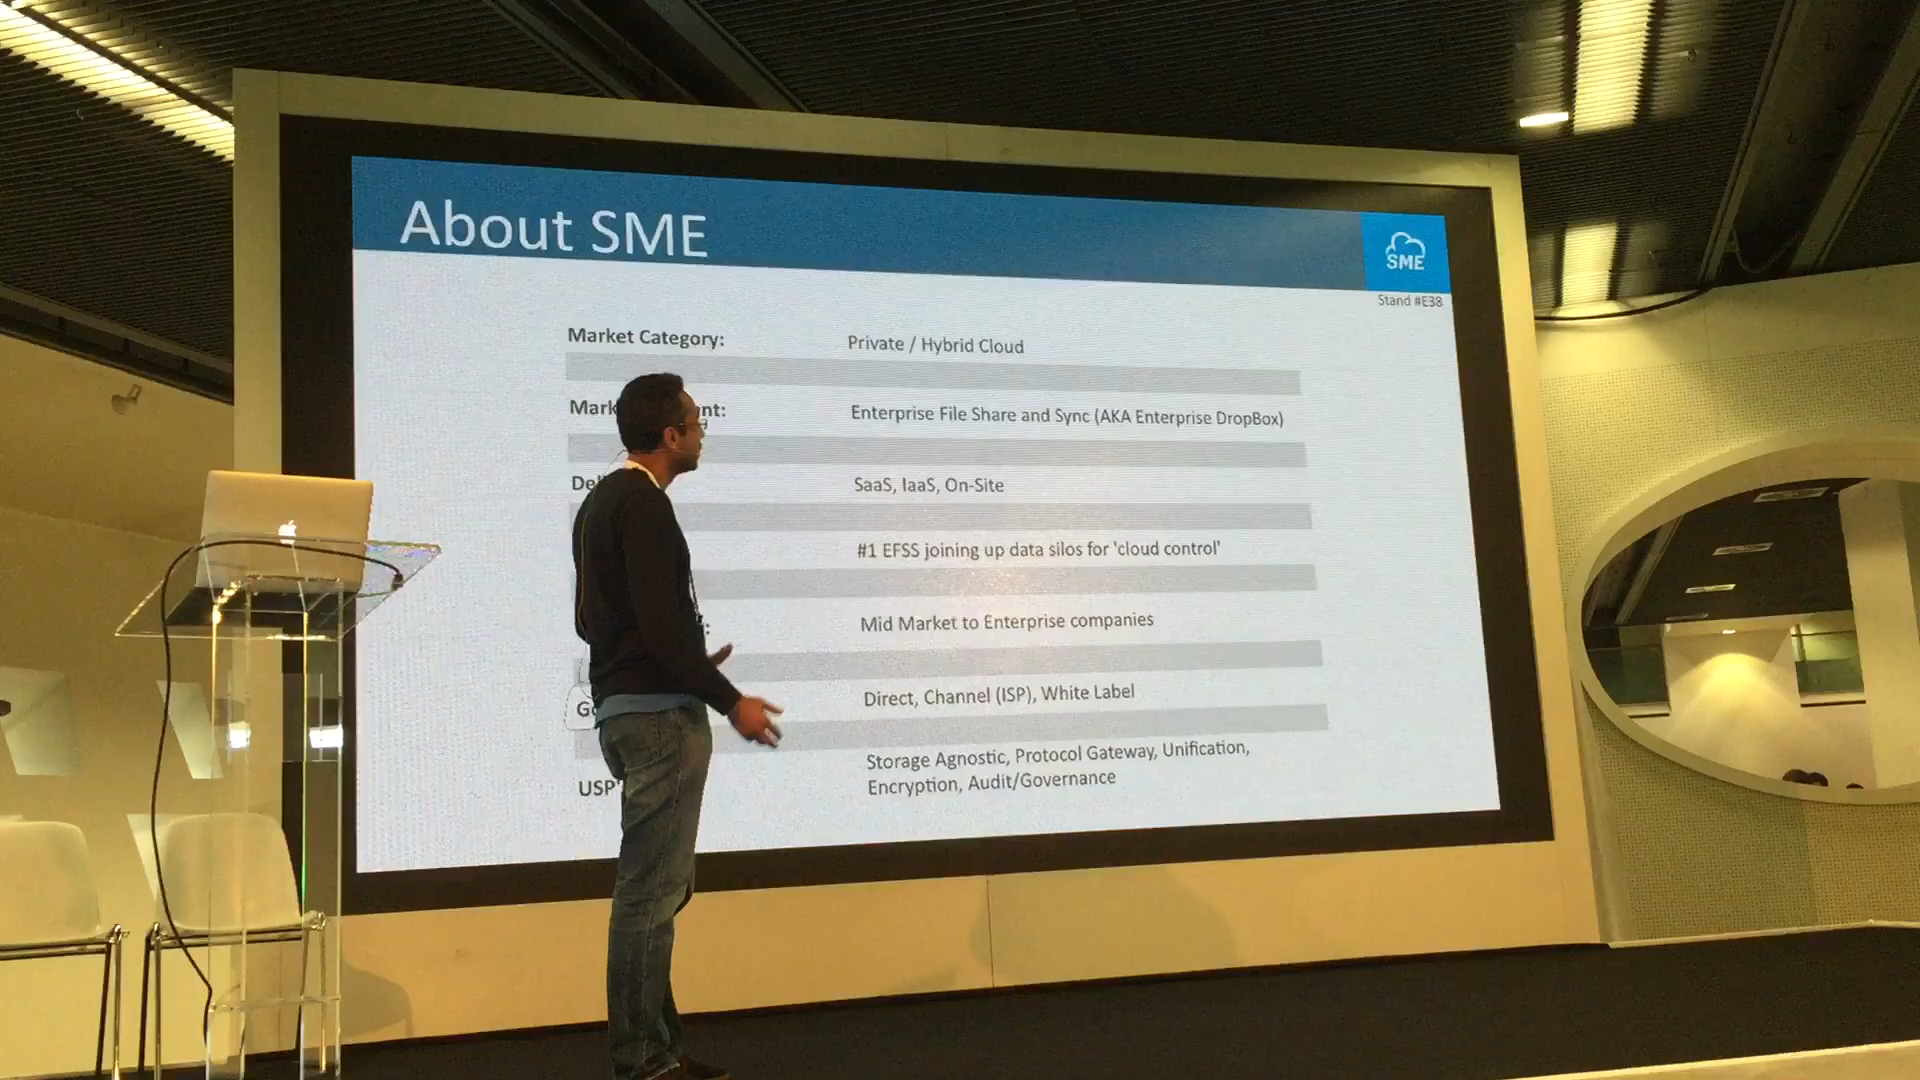 About SME
SME
Stand #E38
Market Category: Private / Hybrid Cloud
Enterprise File Share and Sync (AKA Enterprise DropBox)
SaaS, IaaS, On-Site
#1 EFSS joining up data silos for 'cloud control'
Mid Market to Enterprise companies
Direct, Channel (ISP), White Label
USP Storage Agnostic, Protocol Gateway, Unification,
Encryption, Audit/Governance